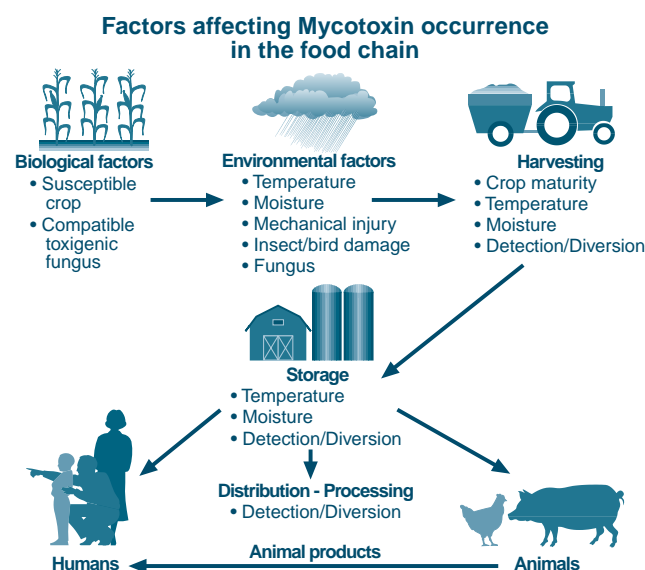 Factors affecting Mycotoxin occurrence
in the food chain
Biological factors
• Susceptible
crop
• Compatible
toxigenic
fungus
Environmental factors
• Temperature
• Moisture
• Mechanical injury
• Insect/bird damage
• Fungus
Harvesting
• Crop maturity
• Temperature
• Moisture
• Detection/Diversion
Storage
• Temperature
• Moisture
• Detection/Diversion
Distribution - Processing
• Detection/Diversion
Humans
Animal products
Animals